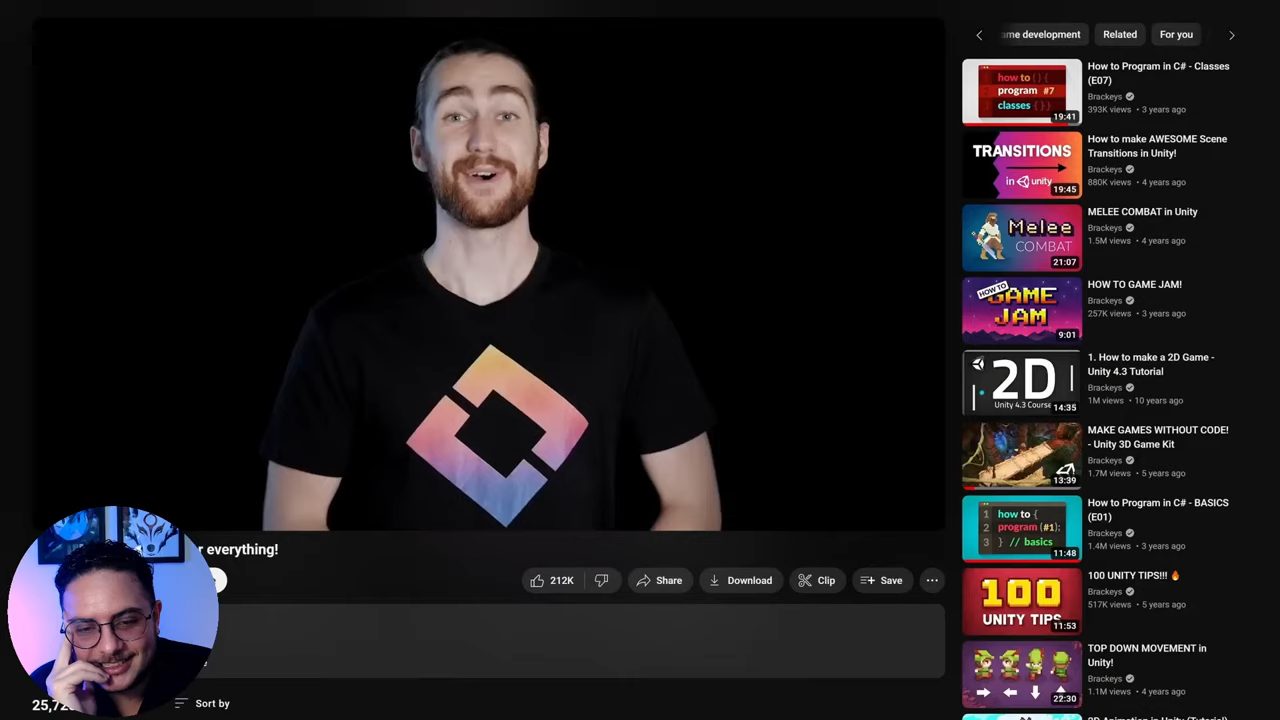 ame development
Related
For you
how to () {
2 program #7
classes { } }
19:41
How to Program in C# - Classes
(E07)
Brackeys
393K views • 3 years ago
TRANSITIONS
in unity
19:45
How to make AWESOME Scene
Transitions in Unity!
Brackeys
880K views • 4 years ago
Melee
COMBAT
21:07
MELEE COMBAT in Unity
Brackeys
1.5M views • 4 years ago
HOW TO
GAME
JAM
9:01
HOW TO GAME JAM!
Brackeys
257K views • 3 years ago
2D
Unity 4.3 Course
14:35
1. How to make a 2D Game -
Unity 4.3 Tutorial
Brackeys
1M views • 10 years ago
13:39
MAKE GAMES WITHOUT CODE!
- Unity 3D Game Kit
Brackeys
1.7M views • 5 years ago
1 how to {
2 program (#1);
3 } // basics
11:48
How to Program in C# - BASICS
(E01)
Brackeys
1.4M views • 3 years ago
100
UNITY TIPS
11:53
100 UNITY TIPS!!! 🔥
Brackeys
517K views • 5 years ago
22:30
TOP DOWN MOVEMENT in
Unity!
Brackeys
1.1M views • 4 years ago
r everything!
212K
Share
Download
Clip
Save
...
25,72
Sort by